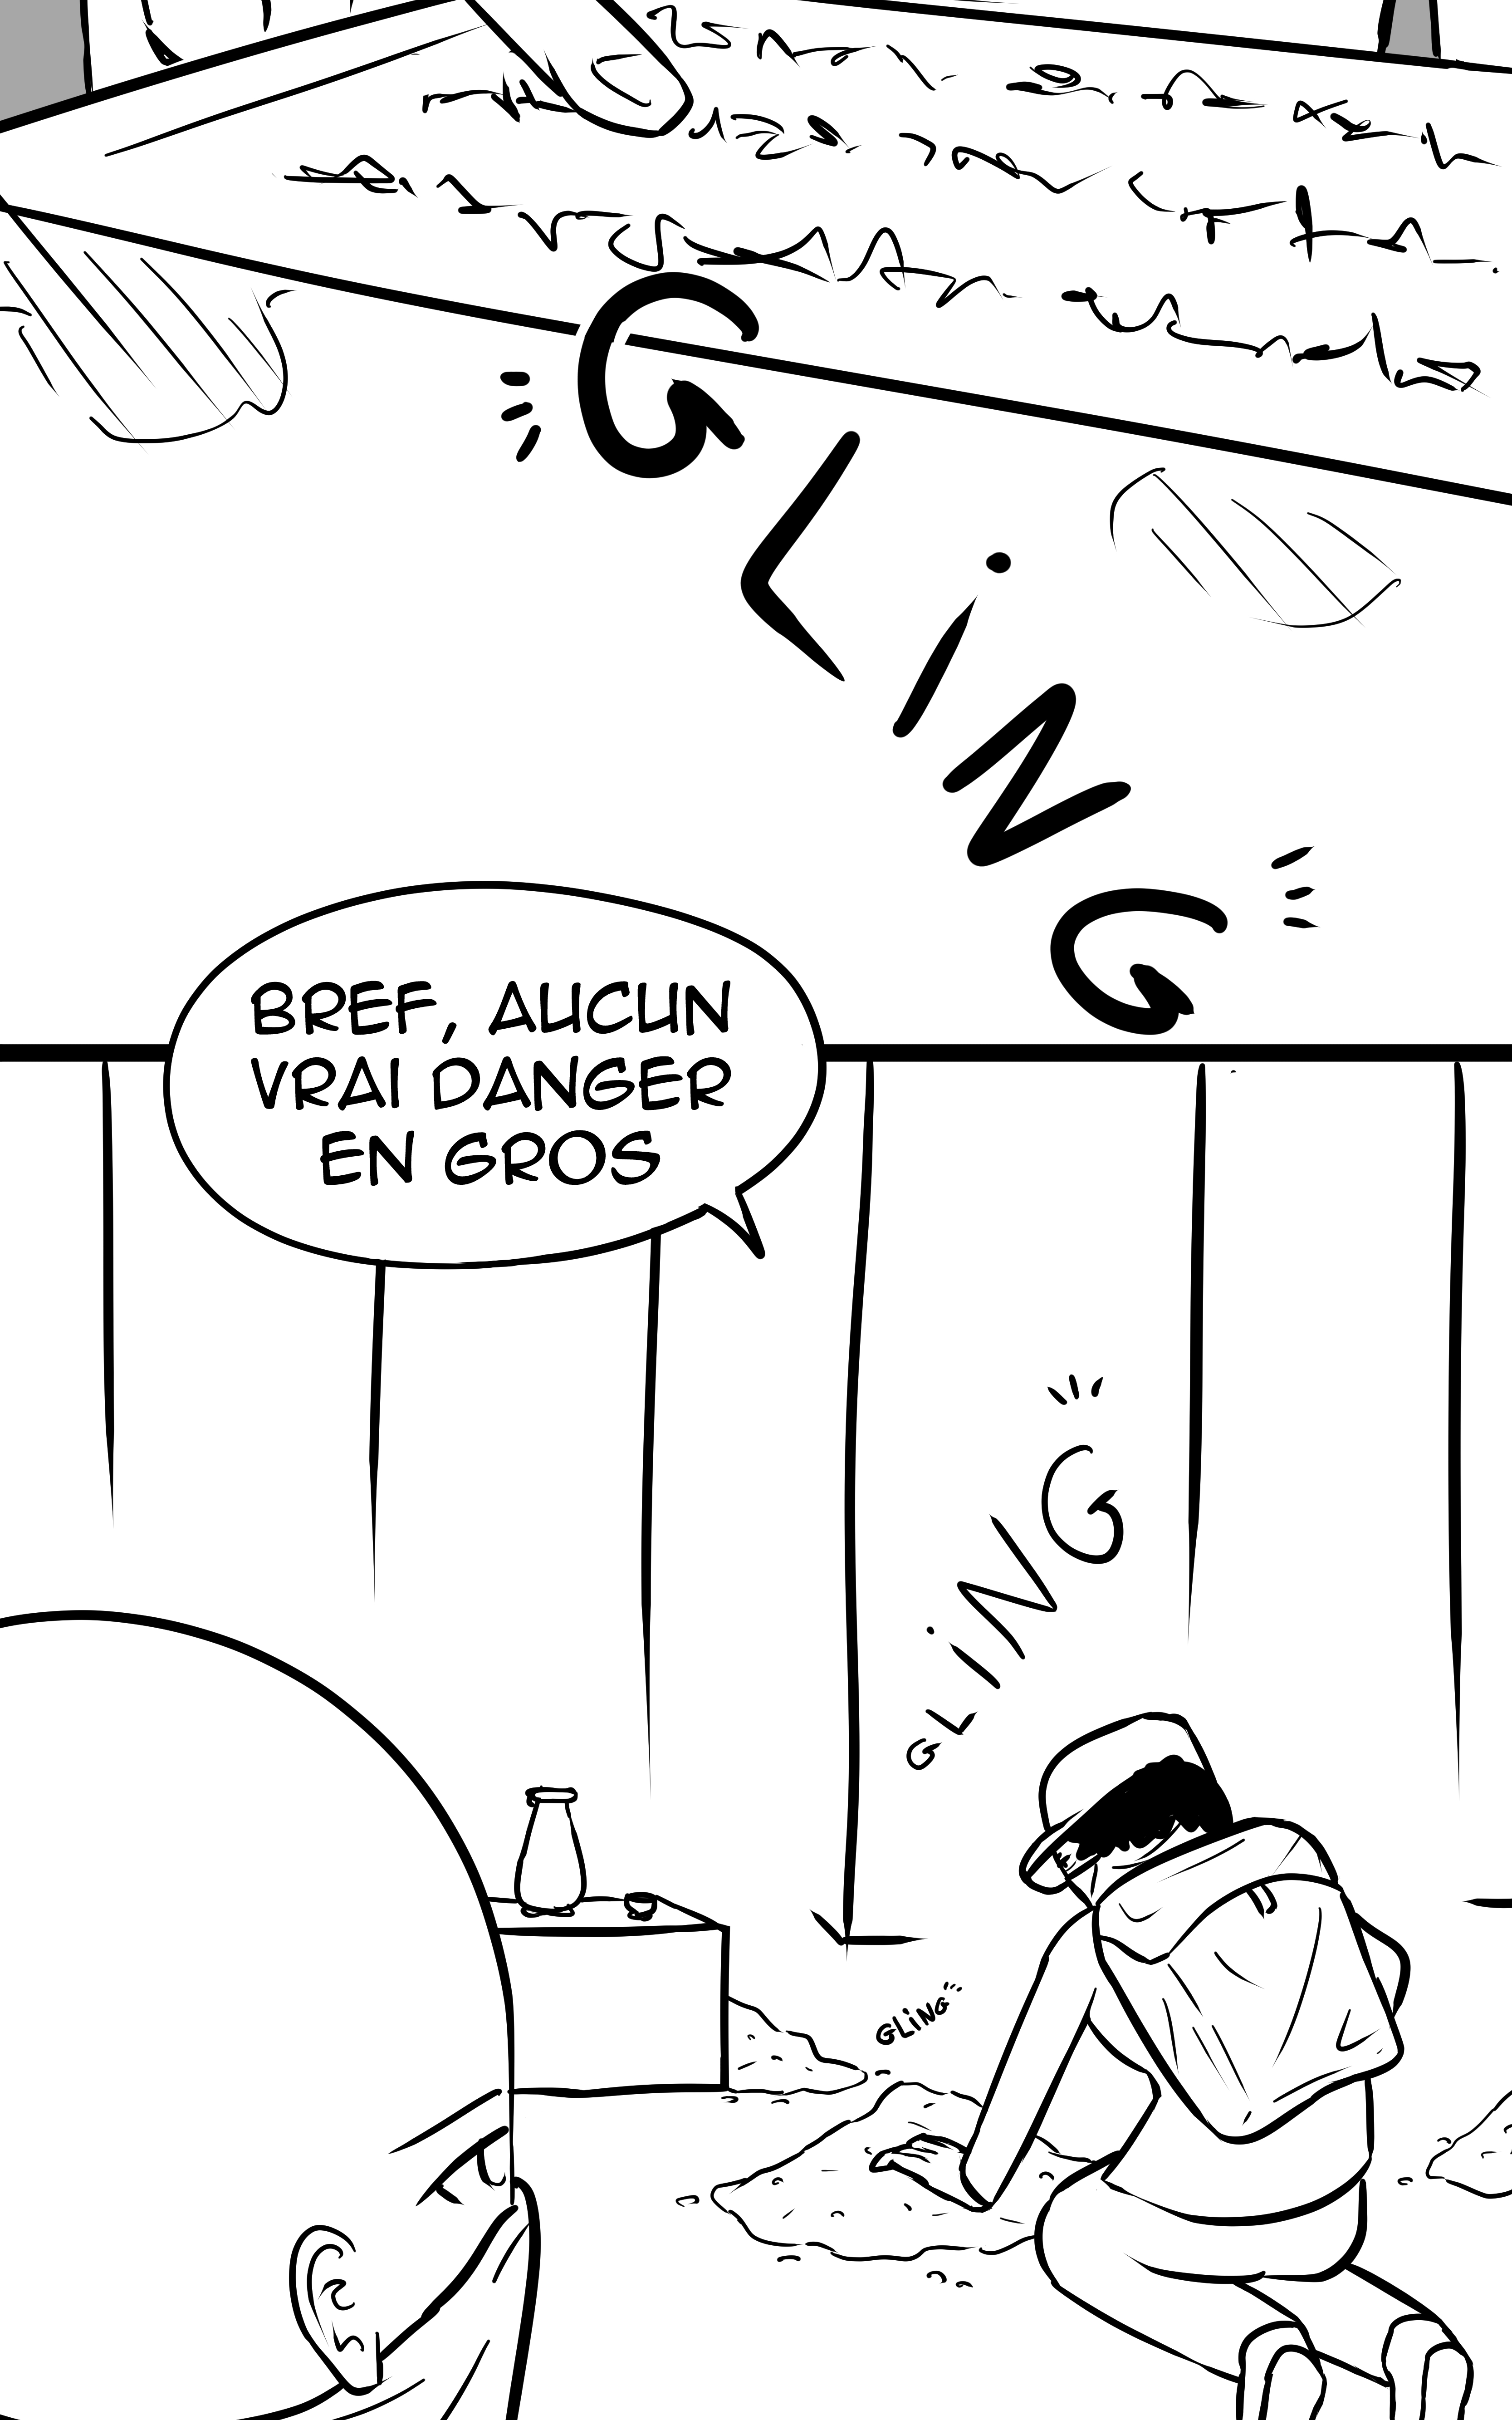 GLiNG
BREF, AUCUN
VRAI DANGER
EN GROS
GLiNG
GLING